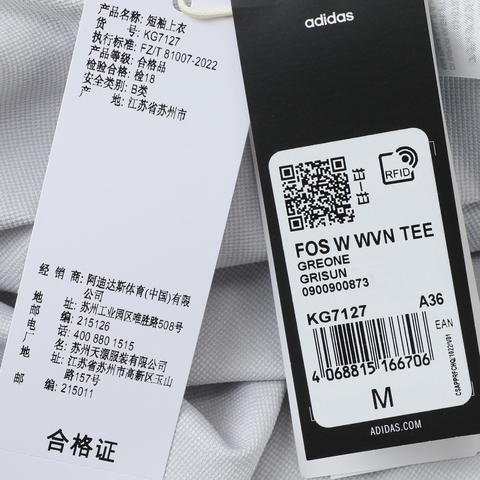 产品名称: 短袖上衣
货 号: KG7127
执行标准: FZ/T 81007-2022
产品等级: 合格品
检验合格: 检18
安全类别: B类
产 地: 江苏省苏州市
经 销 商: 阿迪达斯体育(中国)有限
公司
地 址: 苏州工业园区唯胜路508号
邮 编: 215126
电 话: 400 880 1515
厂 名: 苏州天源服发有限公司
地 址: 江苏省苏州市高新区玉山
路157号
邮 编: 215011
合格证
adidas
RFID
FOS W WVN TEE
GREONE
GRISUN
0900900873
KG7127 A36
EAN
4 068815 166706
M
ADIDAS.COM